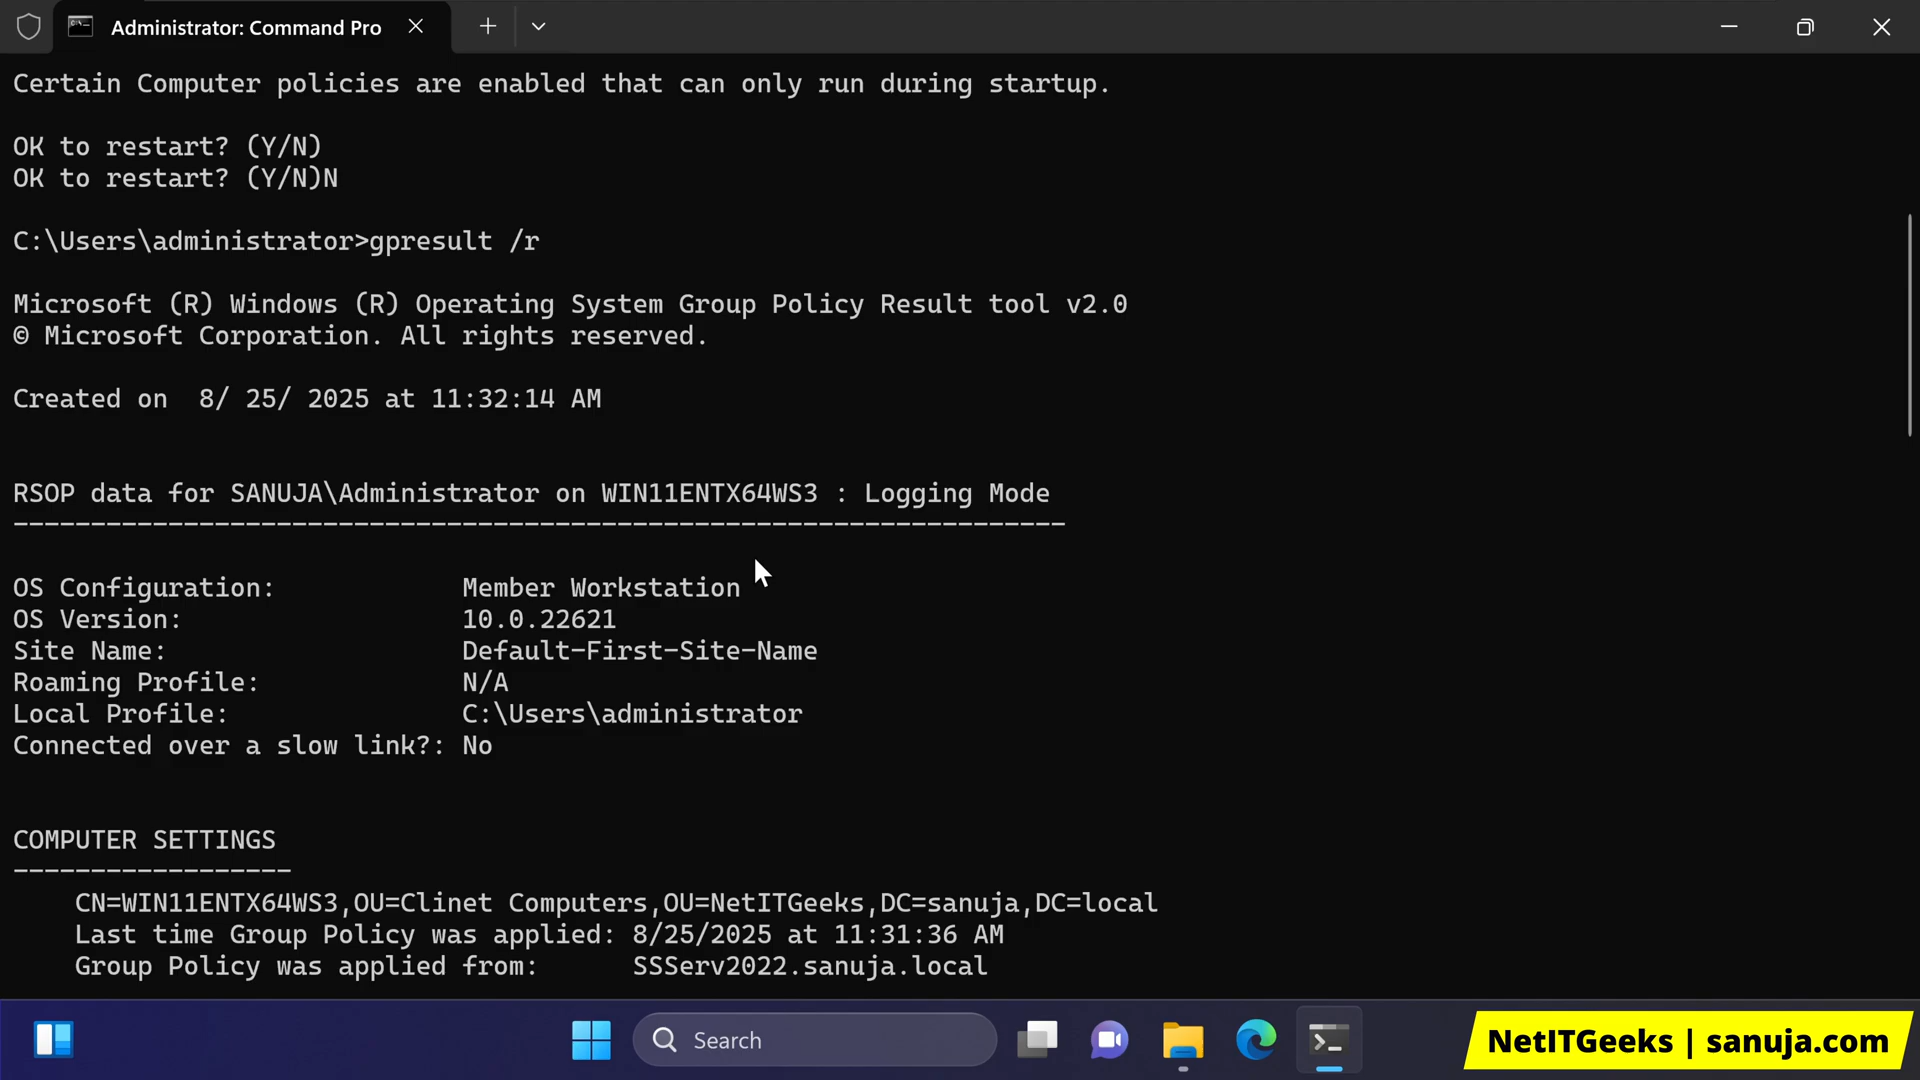 Administrator: Command Pro
Certain Computer policies are enabled that can only run during startup.
OK to restart? (Y/N)
OK to restart? (Y/N)N
C:\Users\administrator>gpresult /r
Microsoft (R) Windows (R) Operating System Group Policy Result tool v2.0
© Microsoft Corporation. All rights reserved.
Created on  8/ 25/ 2025 at 11:32:14 AM
RSOP data for SANUJA\Administrator on WIN11ENTX64WS3 : Logging Mode
--------------------------------------------------------------------
OS Configuration:            Member Workstation
OS Version:                  10.0.22621
Site Name:                   Default-First-Site-Name
Roaming Profile:             N/A
Local Profile:               C:\Users\administrator
Connected over a slow link?: No
COMPUTER SETTINGS
------------------
    CN=WIN11ENTX64WS3,OU=Clinet Computers,OU=NetITGeeks,DC=sanuja,DC=local
    Last time Group Policy was applied: 8/25/2025 at 11:31:36 AM
    Group Policy was applied from:      SSServ2022.sanuja.local
Search
NetITGeeks | sanuja.com